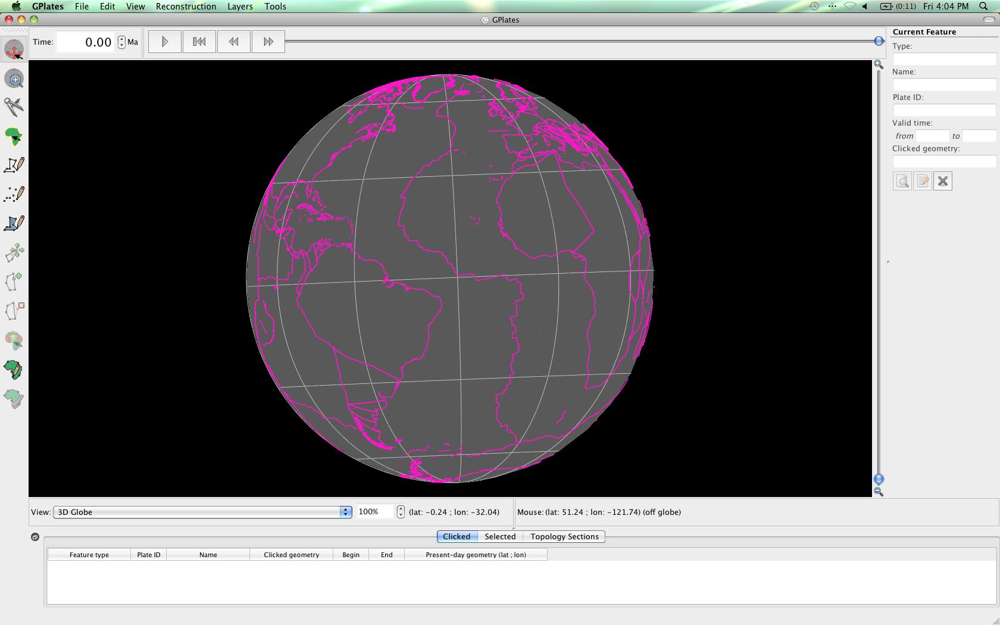 GPlates File Edit View Reconstruction Layers Tools (0:11) Fri 4:04 PM
GPlates
Time: 0.00 Ma
Current Feature
Type:
Name:
Plate ID:
Valid time:
from to
Clicked geometry:
View: 3D Globe 100% (lat: -0.24 ; lon: -32.04) Mouse: (lat: 51.24 ; lon: -121.74) (off globe)
Clicked Selected Topology Sections
Feature type Plate ID Name Clicked geometry Begin End Present-day geometry (lat ; lon)